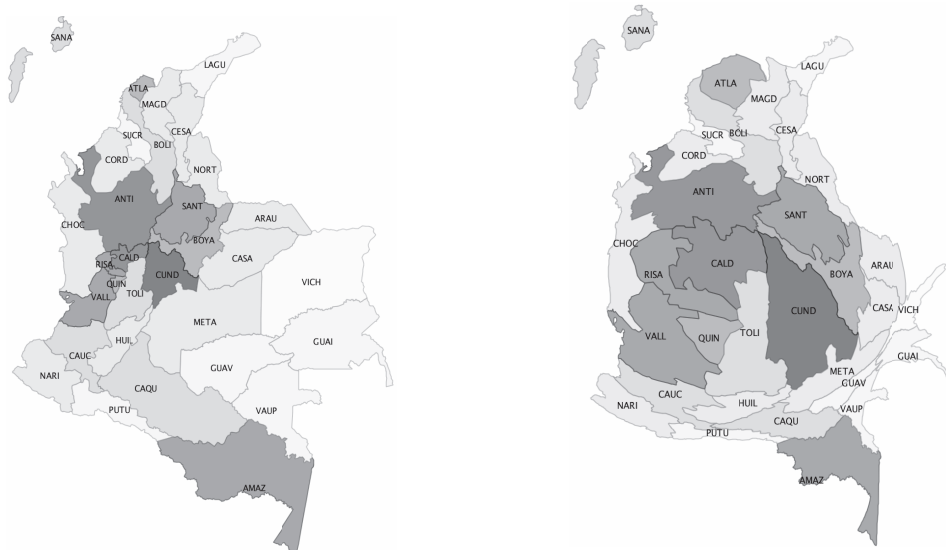 SANA
LAGU
ATLA
MAGD
SUCR
CESA
BOLI
CORD
NORT
ANTI
SANT
CHOC
ARAU
BOYA
CALD
CASA
RISA
CUND
QUIN
VICH
VALL
TOLI
META
HUIL
GUAI
CAUC
GUAV
NARI
CAQU
PUTU
VAUP
AMAZ
SANA
LAGU
ATLA
MAGD
CESA
SUCR
BOLI
CORD
NORT
ANTI
SANT
CHOC
CALD
ARAU
RISA
BOYA
CASA
VICH
CUND
TOLI
VALL
QUIN
GUAI
META
GUAV
CAUC
HUIL
NARI
VAUP
CAQU
PUTU
AMAZ